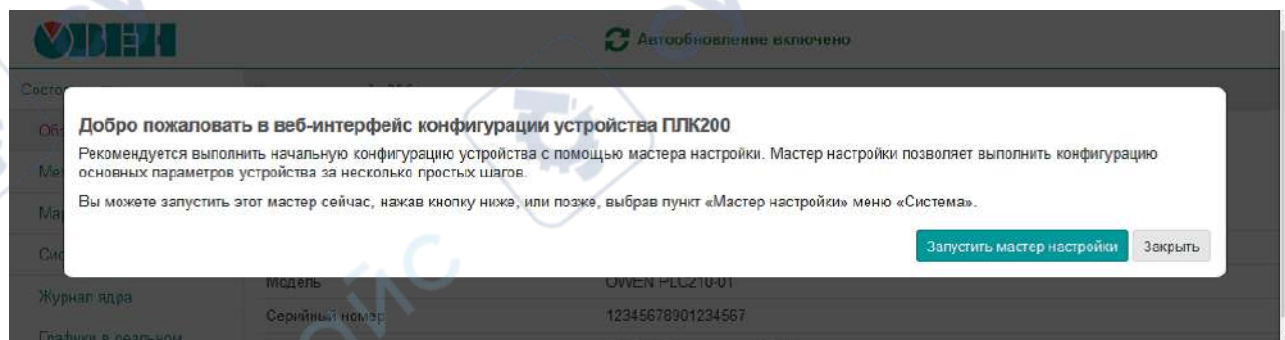 ОВЕН
Автообновление включено
Добро пожаловать в веб-интерфейс конфигурации устройства ПЛК200
Рекомендуется выполнить начальную конфигурацию устройства с помощью мастера настройки. Мастер настройки позволяет выполнить конфигурацию
основных параметров устройства за несколько простых шагов.
Вы можете запустить этот мастер сейчас, нажав кнопку ниже, или позже, выбрав пункт «Мастер настройки» меню «Система».
Запустить мастер настройки Закрыть
Модель OWEN PLC210-01
Журнал ядра
Серийный номер 12345678901234567
Графики в реальном